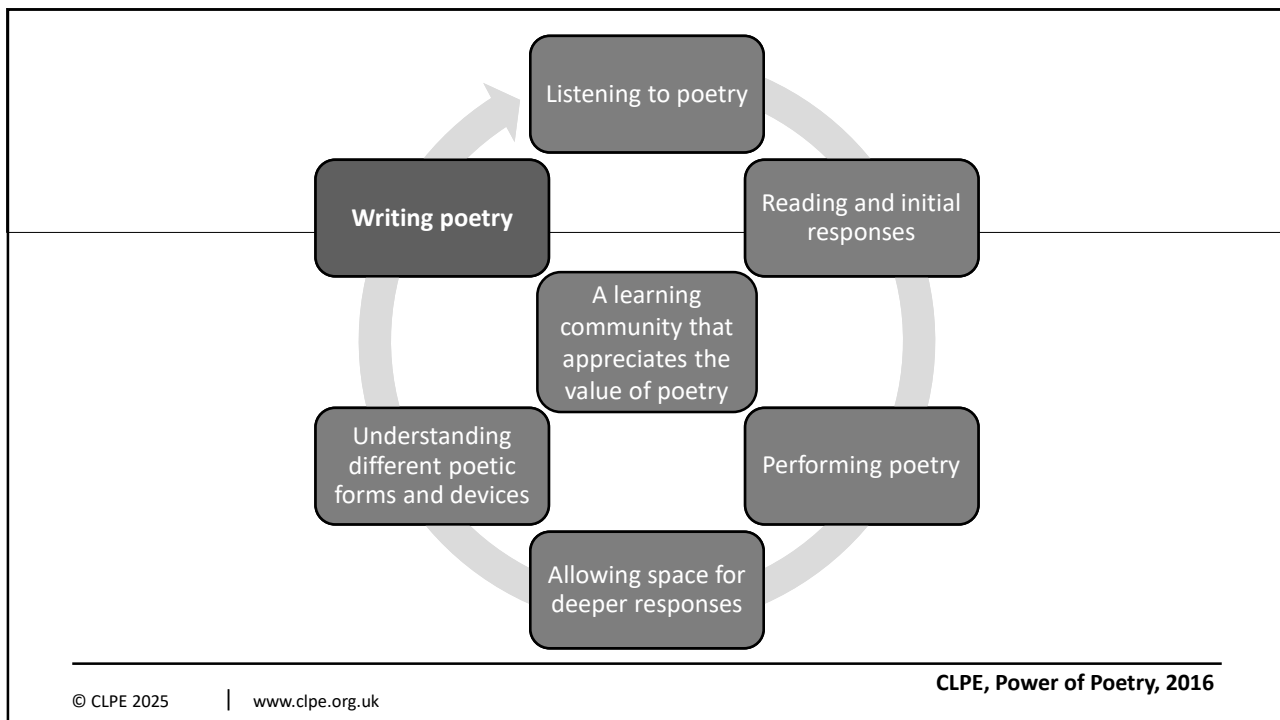 Listening to poetry
Reading and initial
responses
Performing poetry
Allowing space for
deeper responses
Understanding
different poetic
forms and devices
Writing poetry
A learning
community that
appreciates the
value of poetry
CLPE, Power of Poetry, 2016
© CLPE 2025 | www.clpe.org.uk